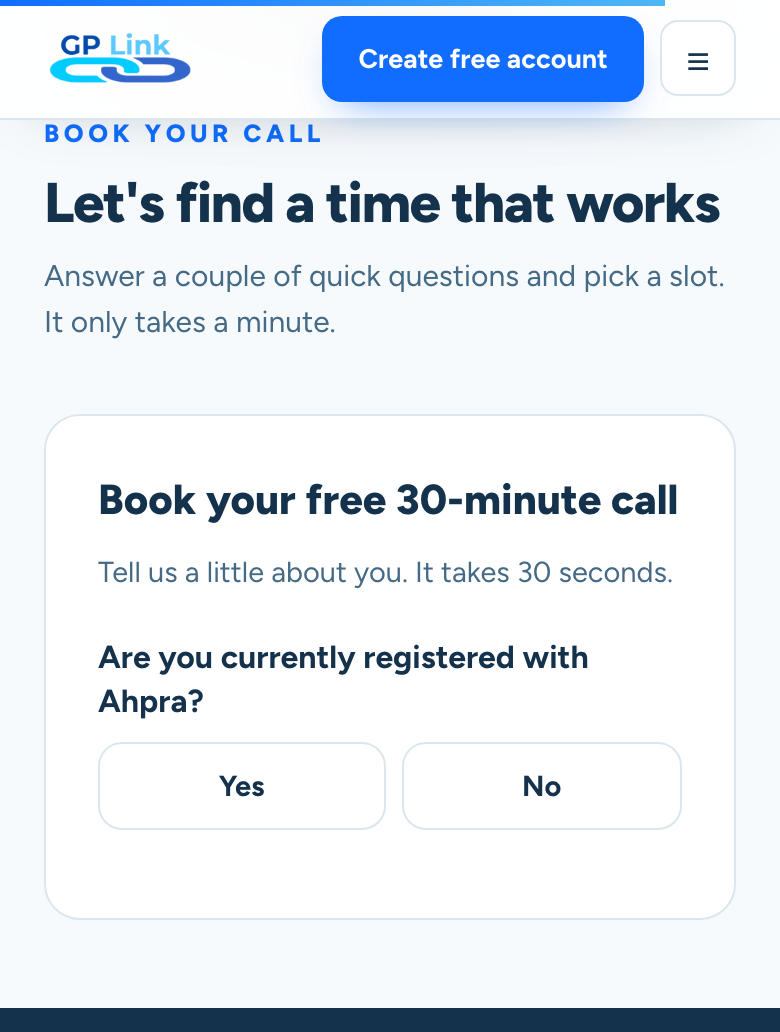 GP Link
Create free account
BOOK YOUR CALL
Let's find a time that works
Answer a couple of quick questions and pick a slot.
It only takes a minute.
Book your free 30-minute call
Tell us a little about you. It takes 30 seconds.
Are you currently registered with
Ahpra?
Yes
No